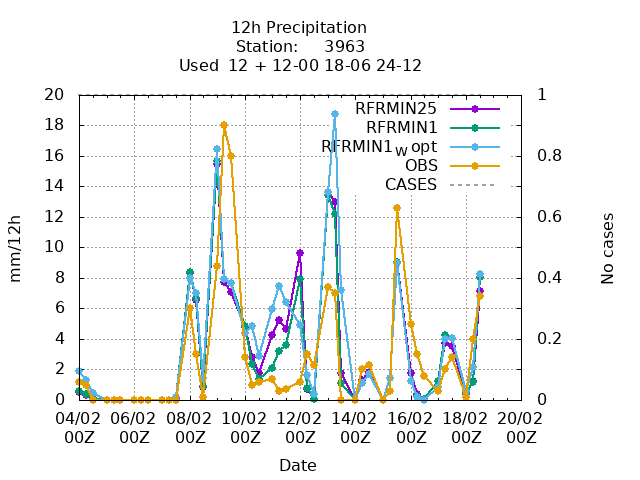 12h Precipitation
Station: 3963
Used 12 + 12-00 18-06 24-12
20 1
18
16 0.8
14
12 0.6
10
8 0.4
6
4 0.2
2
0 0
mm/12h
No cases
RFRMIN25
RFRMIN1
RFRMIN1w opt
OBS
CASES
04/02 06/02 08/02 10/02 12/02 14/02 16/02 18/02 20/02
00Z 00Z 00Z 00Z 00Z 00Z 00Z 00Z 00Z
Date